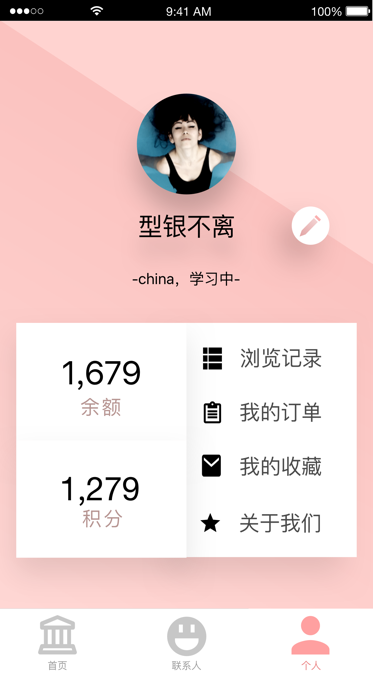 9:41 AM 100%
型银不离
-china，学习中-
1,679
余额
1,279
积分
浏览记录
我的订单
我的收藏
关于我们
首页 联系人 个人